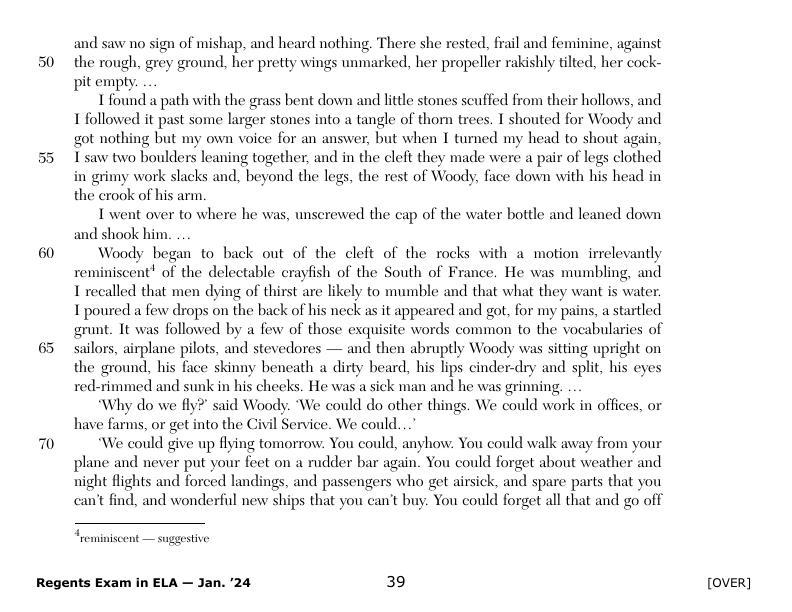 and saw no sign of mishap, and heard nothing. There she rested, frail and feminine, against
50 the rough, grey ground, her pretty wings unmarked, her propeller rakishly tilted, her cock-
pit empty. …
I found a path with the grass bent down and little stones scuffed from their hollows, and
I followed it past some larger stones into a tangle of thorn trees. I shouted for Woody and
got nothing but my own voice for an answer, but when I turned my head to shout again,
55 I saw two boulders leaning together, and in the cleft they made were a pair of legs clothed
in grimy work slacks and, beyond the legs, the rest of Woody, face down with his head in
the crook of his arm.
I went over to where he was, unscrewed the cap of the water bottle and leaned down
and shook him. …
60 Woody began to back out of the cleft of the rocks with a motion irrelevantly
reminiscent4 of the delectable crayfish of the South of France. He was mumbling, and
I recalled that men dying of thirst are likely to mumble and that what they want is water.
I poured a few drops on the back of his neck as it appeared and got, for my pains, a startled
grunt. It was followed by a few of those exquisite words common to the vocabularies of
65 sailors, airplane pilots, and stevedores — and then abruptly Woody was sitting upright on
the ground, his face skinny beneath a dirty beard, his lips cinder-dry and split, his eyes
red-rimmed and sunk in his cheeks. He was a sick man and he was grinning. …
‘Why do we fly?’ said Woody. ‘We could do other things. We could work in offices, or
have farms, or get into the Civil Service. We could…’
70 ‘We could give up flying tomorrow. You could, anyhow. You could walk away from your
plane and never put your feet on a rudder bar again. You could forget about weather and
night flights and forced landings, and passengers who get airsick, and spare parts that you
can’t find, and wonderful new ships that you can’t buy. You could forget all that and go off
4reminiscent — suggestive
Regents Exam in ELA — Jan. ’24 39 [OVER]